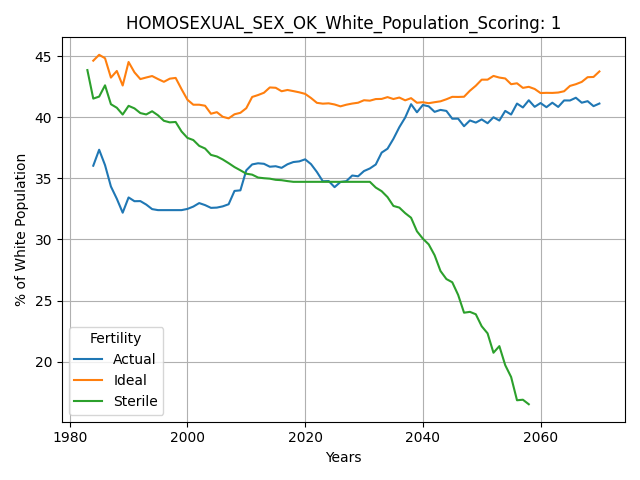 HOMOSEXUAL_SEX_OK_White_Population_Scoring: 1
% of White Population
45
40
35
30
25
20
Fertility
Actual
Ideal
Sterile
1980 2000 2020 2040 2060
Years